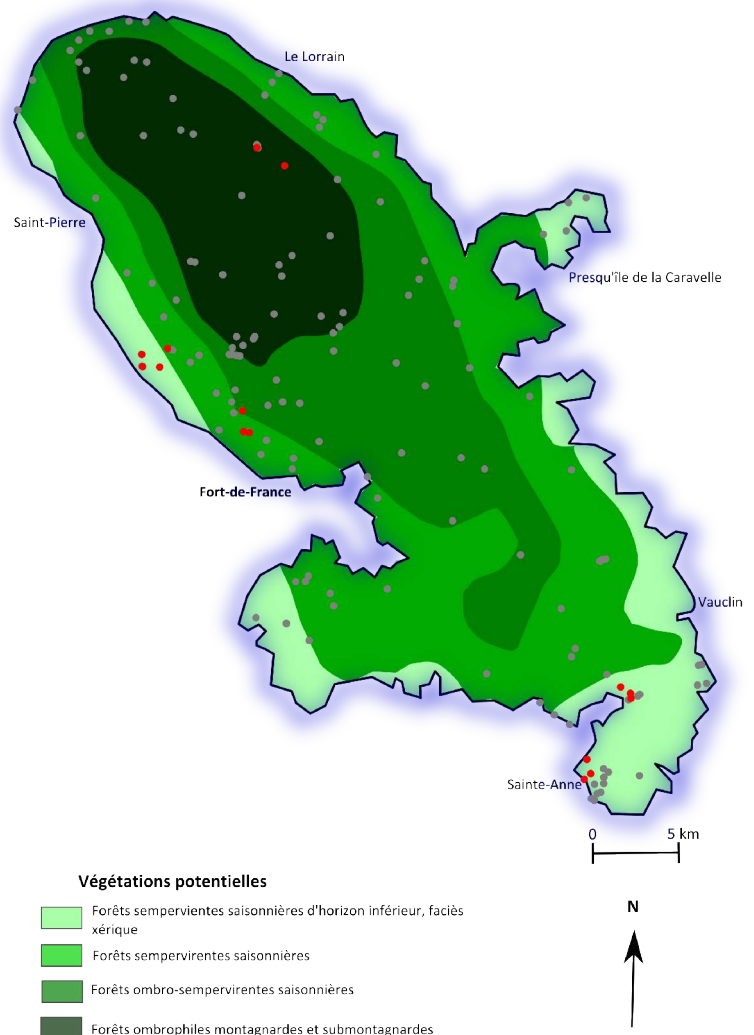 Le Lorrain
Saint-Pierre
Presqu'île de la Caravelle
Fort-de-France
Vauclin
Sainte-Anne
0 5 km
Végétations potentielles
Forêts sempervientes saisonnières d'horizon inférieur, faciès
xérique
Forêts sempervirentes saisonnières
Forêts ombro-sempervirentes saisonnières
Forêts ombrophiles montagnardes et submontagnardes
N